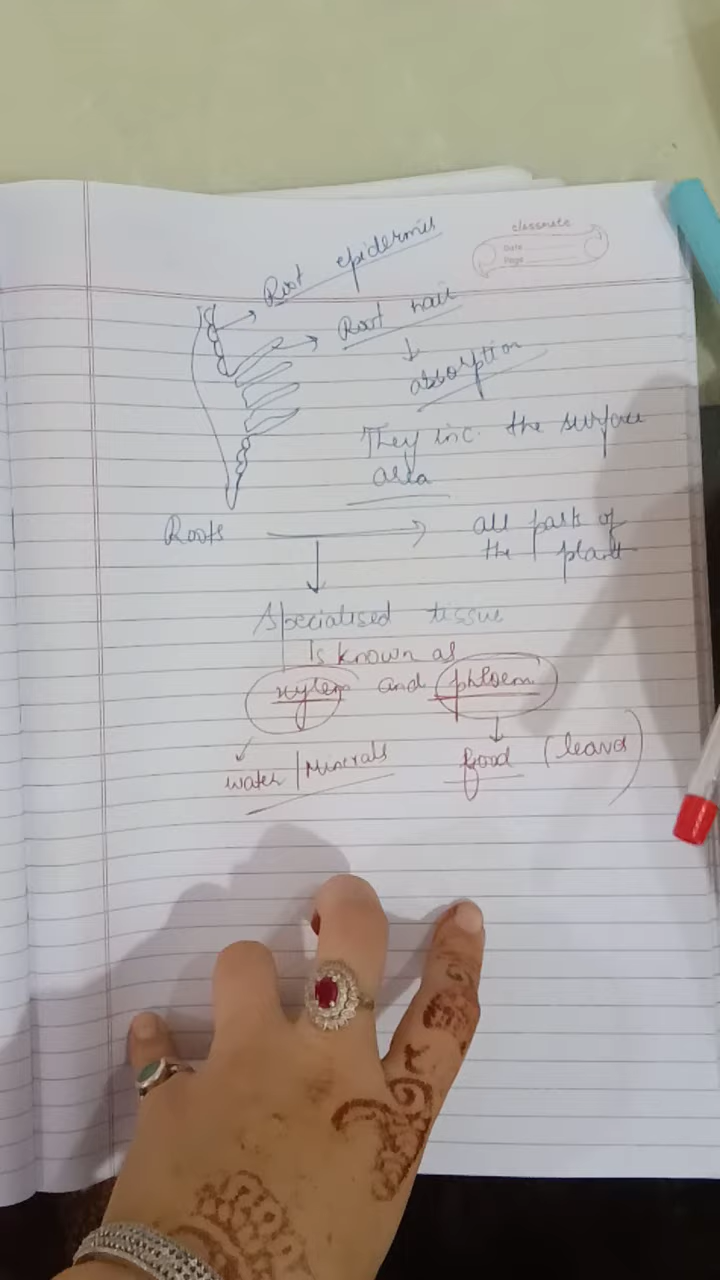 classmate
Date
Page
Root epidermis
Root hair
absorption
They inc. the surface
area
Roots → all parts of
the plant
Specialised tissue
Is known as
xylem and phloem
water/Minerals
food (leaves)